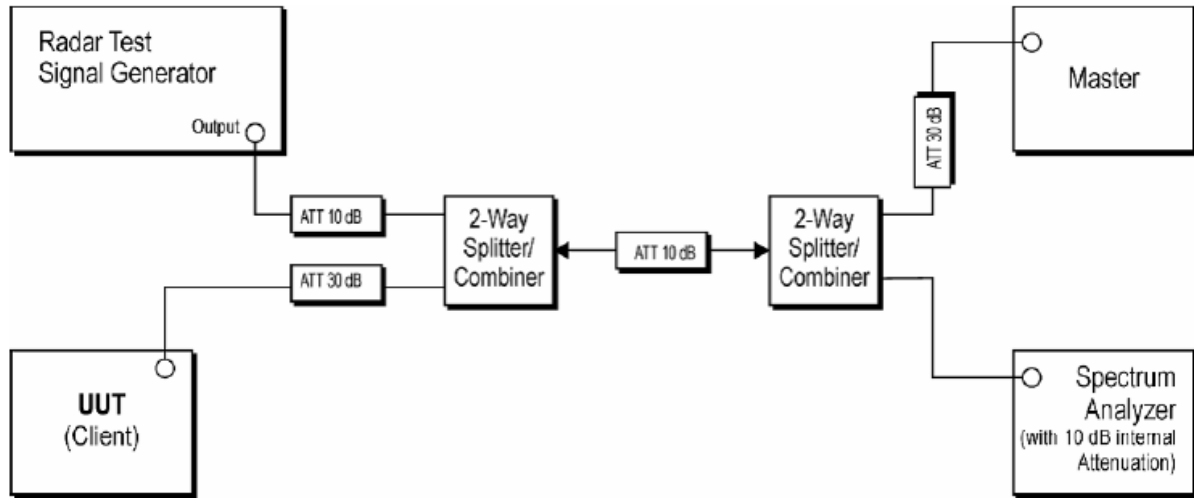 Radar Test
Signal Generator
Output
ATT 10 dB
ATT 30 dB
UUT
(Client)
2-Way
Splitter/
Combiner
ATT 10 dB
2-Way
Splitter/
Combiner
ATT 30 dB
Master
Spectrum
Analyzer
(with 10 dB internal
Attenuation)